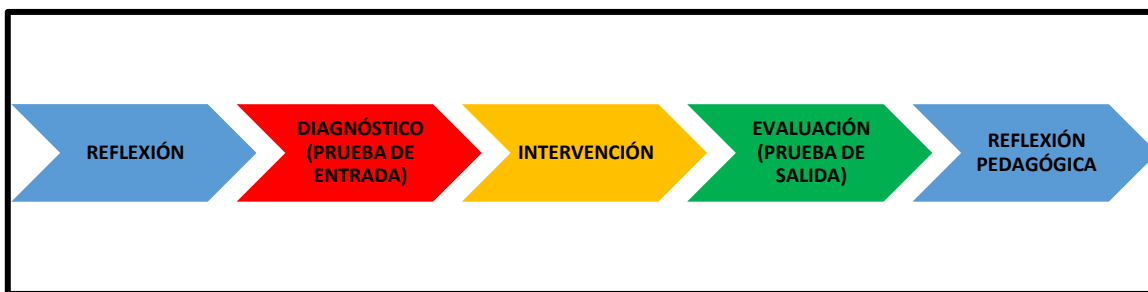 REFLEXIÓN
DIAGNÓSTICO
(PRUEBA DE
ENTRADA)
INTERVENCIÓN
EVALUACIÓN
(PRUEBA DE
SALIDA)
REFLEXIÓN
PEDAGÓGICA